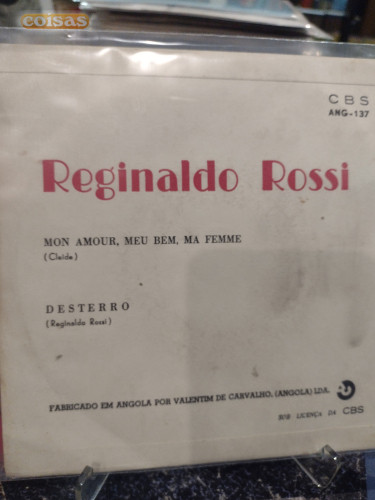 coisas
CBS
ANG-137
Reginaldo Rossi
MON AMOUR, MEU BEM, MA FEMME
(Cleide)
DESTERRO
(Reginaldo Rossi)
FABRICADO EM ANGOLA POR VALENTIM DE CARVALHO, (ANGOLA) LDA.
SOB LICENÇA DA CBS